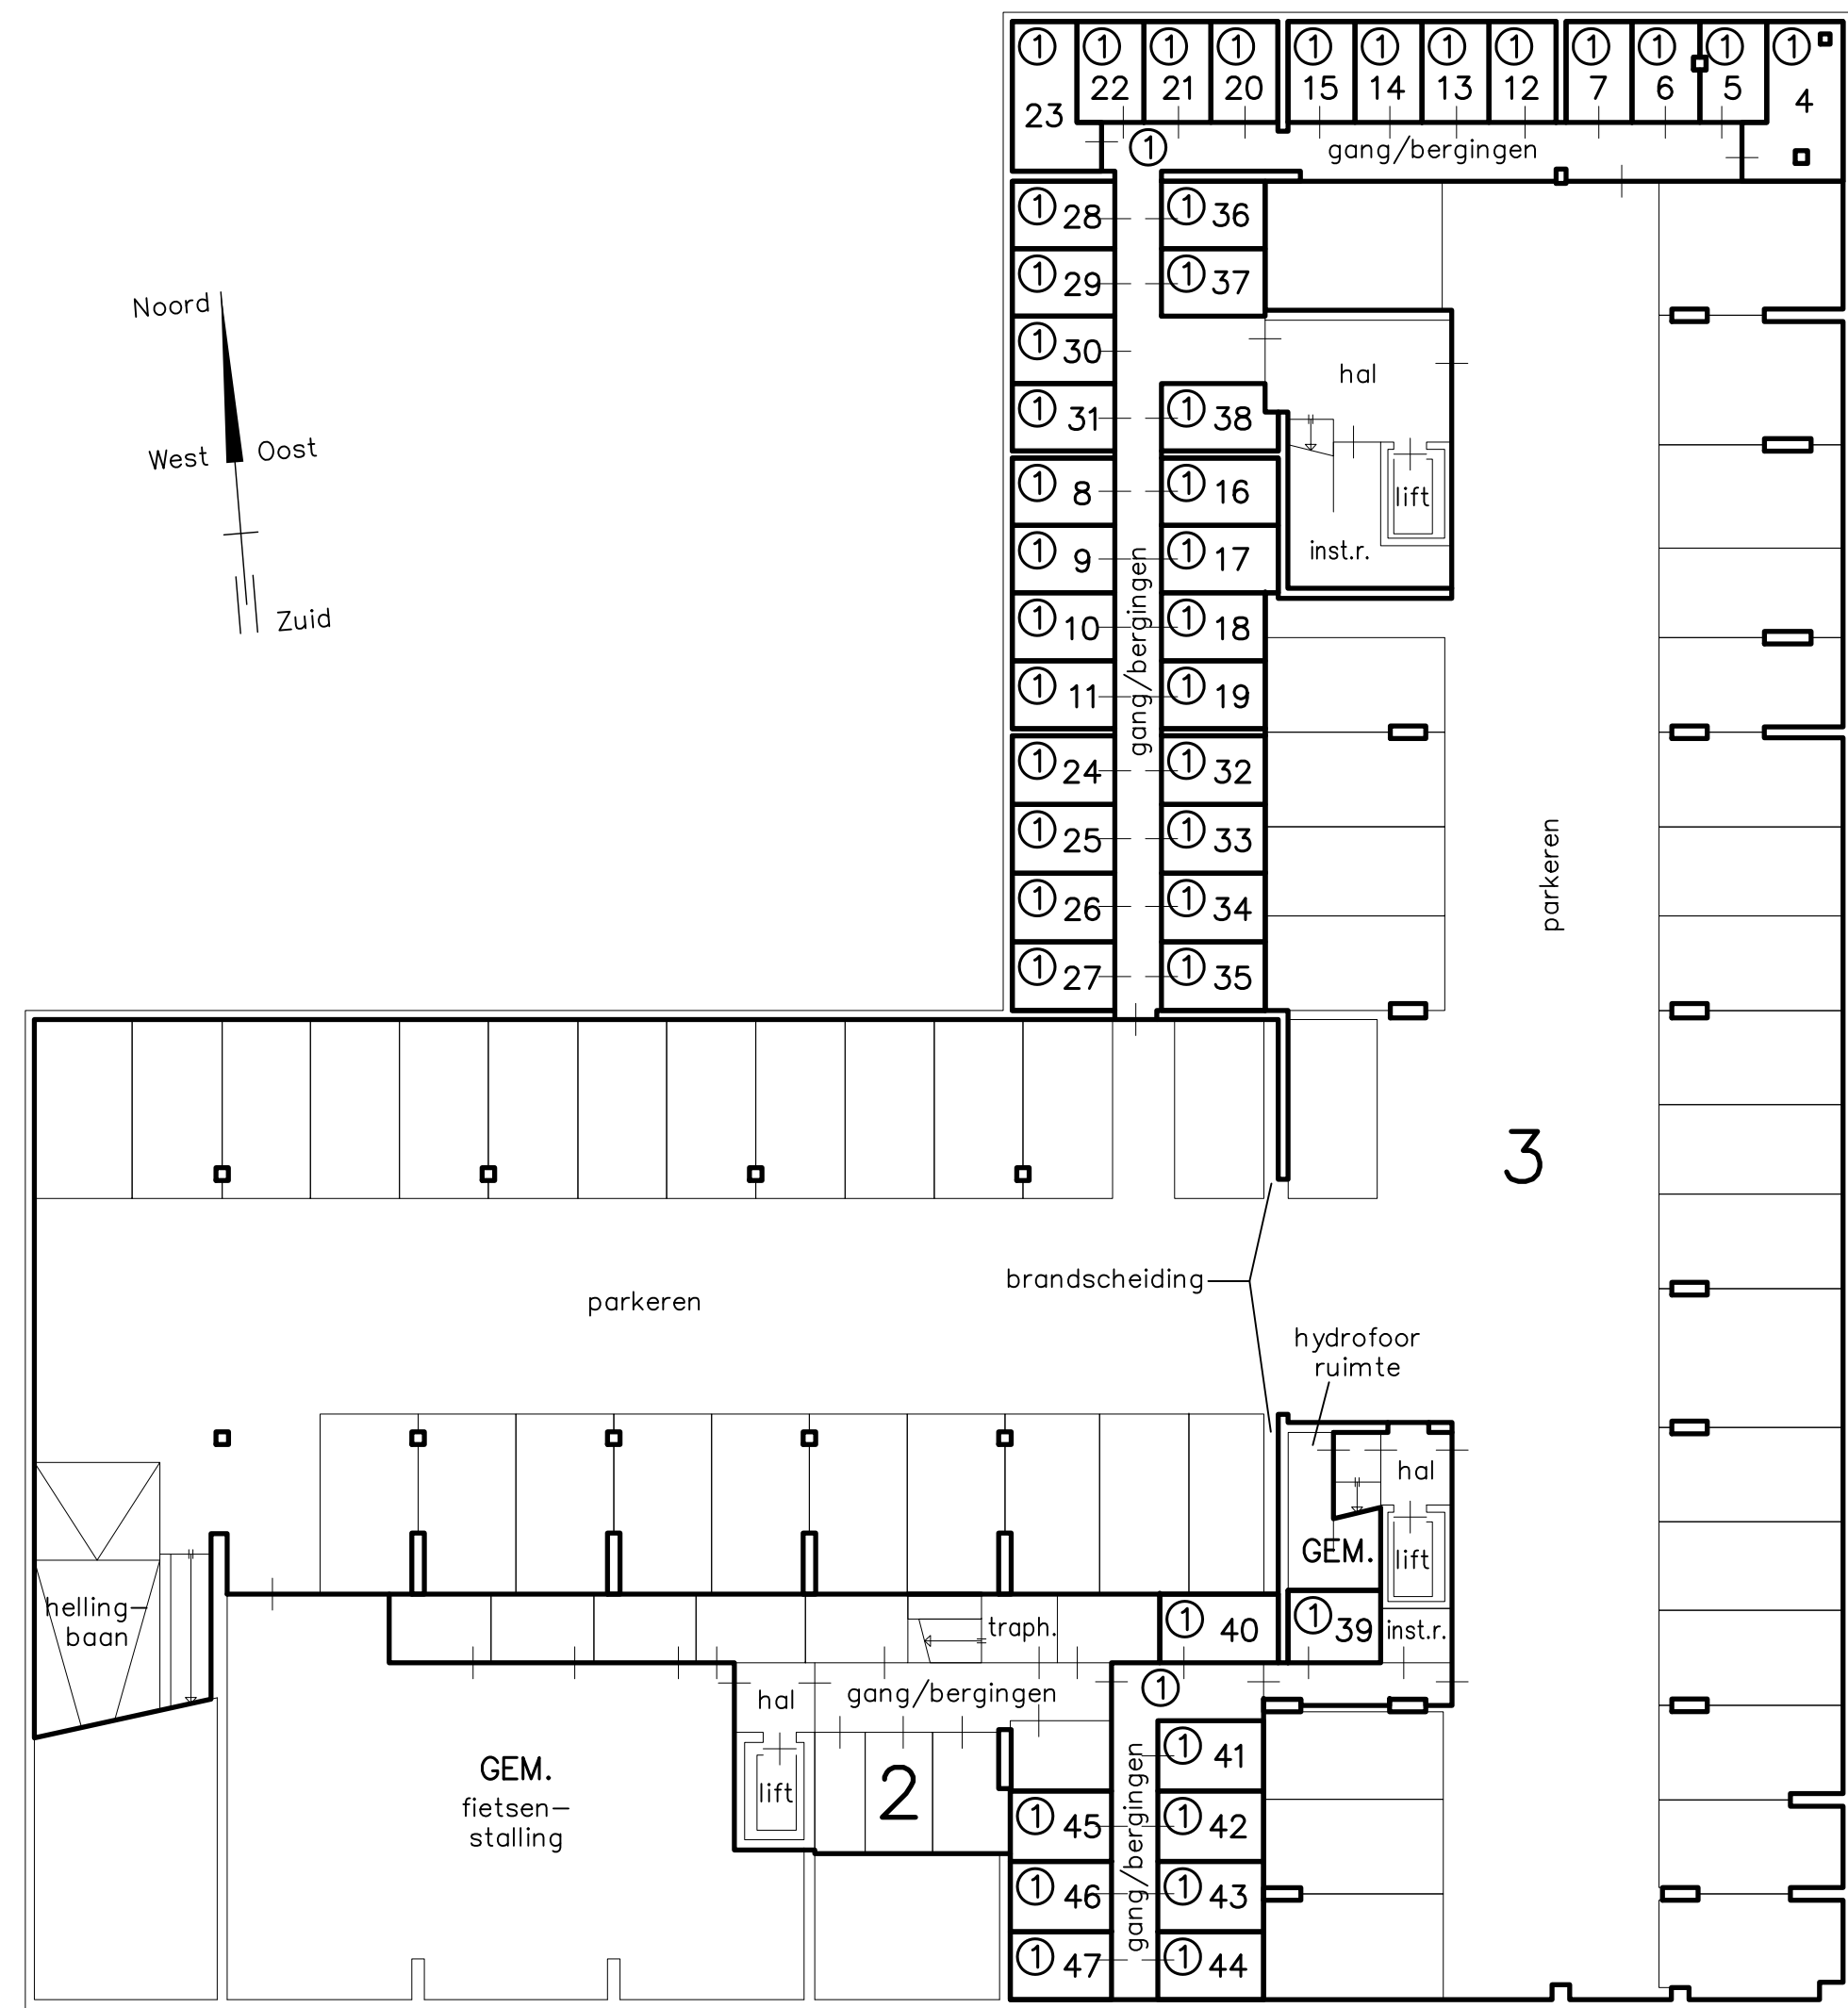 ① ① ① ① ① ① ① ① ① ① ① ①
23 22 21 20 15 14 13 12 7 6 5 4
① gang/bergingen
① 28 ① 36
① 29 ① 37
Noord
① 30
hal
① 31 ① 38
West Oost
① 8 ① 16
lift
① 9 ① 17
inst.r.
Zuid
① 10 ① 18
gang/bergingen
① 11 ① 19
① 24 ① 32
① 25 ① 33
parkeren
① 26 ① 34
① 27 ① 35
3
brandscheiding
parkeren
hydrofoor
ruimte
hal
GEM.
lift
helling-
baan
traph.
① 40
① 39
inst.r.
hal
gang/bergingen
①
① 41
GEM.
fietsen-
stalling
lift
2
gang/bergingen
① 45 ① 42
① 46 ① 43
① 47 ① 44